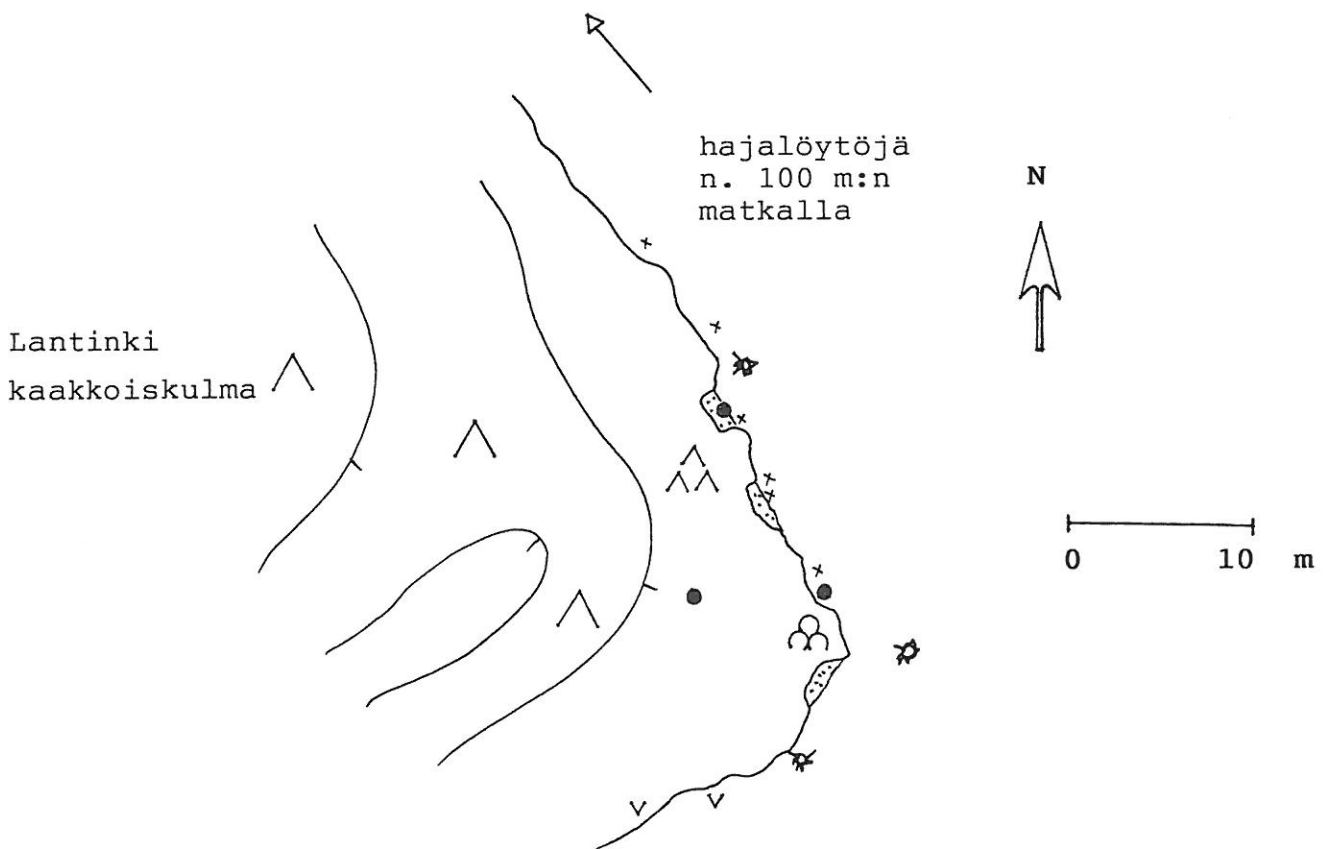 hajalöytöjä
n. 100 m:n
matkalla
N
Lantinki
kaakkoiskulma
0 10 m